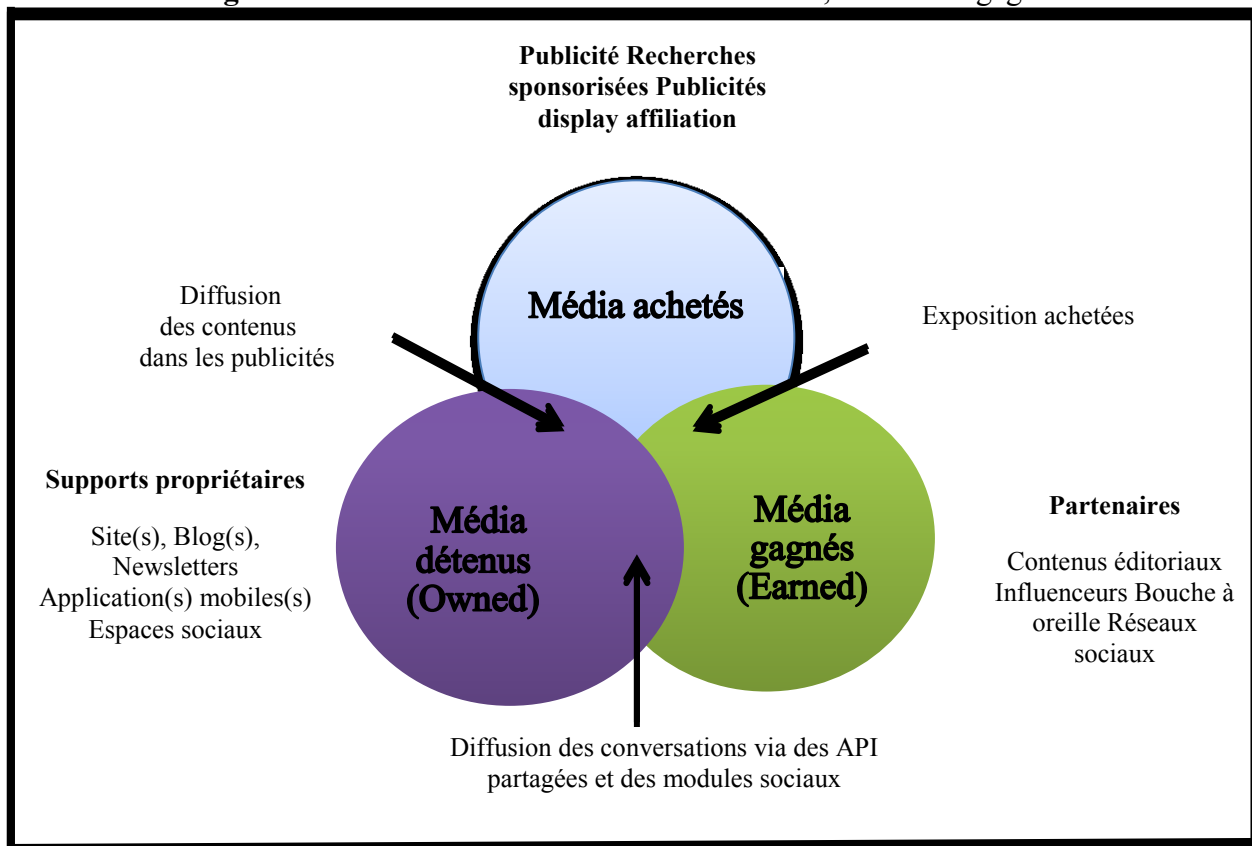 Publicité Recherches
sponsorisées Publicités
display affiliation
Média achetés
Diffusion
des contenus
dans les publicités
Exposition achetées
Supports propriétaires
Site(s), Blog(s),
Newsletters
Application(s) mobiles(s)
Espaces sociaux
Média
détenus
(Owned)
Média
gagnés
(Earned)
Partenaires
Contenus éditoriaux
Influenceurs Bouche à
oreille Réseaux
sociaux
Diffusion des conversations via des API
partagées et des modules sociaux